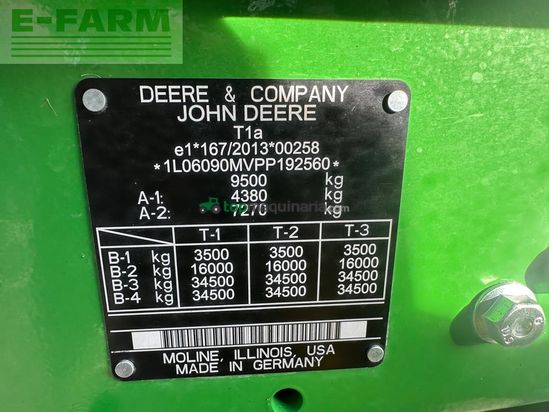 E-FARM
DEERE & COMPANY
JOHN DEERE
T1a
e1*167/2013*00258
*1L06090MVPP192560*
9500 kg
A-1: 4380 kg
A-2: 7270 kg
topmaquinaria.com
T-1 T-2 T-3
B-1 kg 3500 3500 3500
B-2 kg 16000 16000 16000
B-3 kg 34500 34500 34500
B-4 kg 34500 34500 34500
MOLINE, ILLINOIS, USA
MADE IN GERMANY